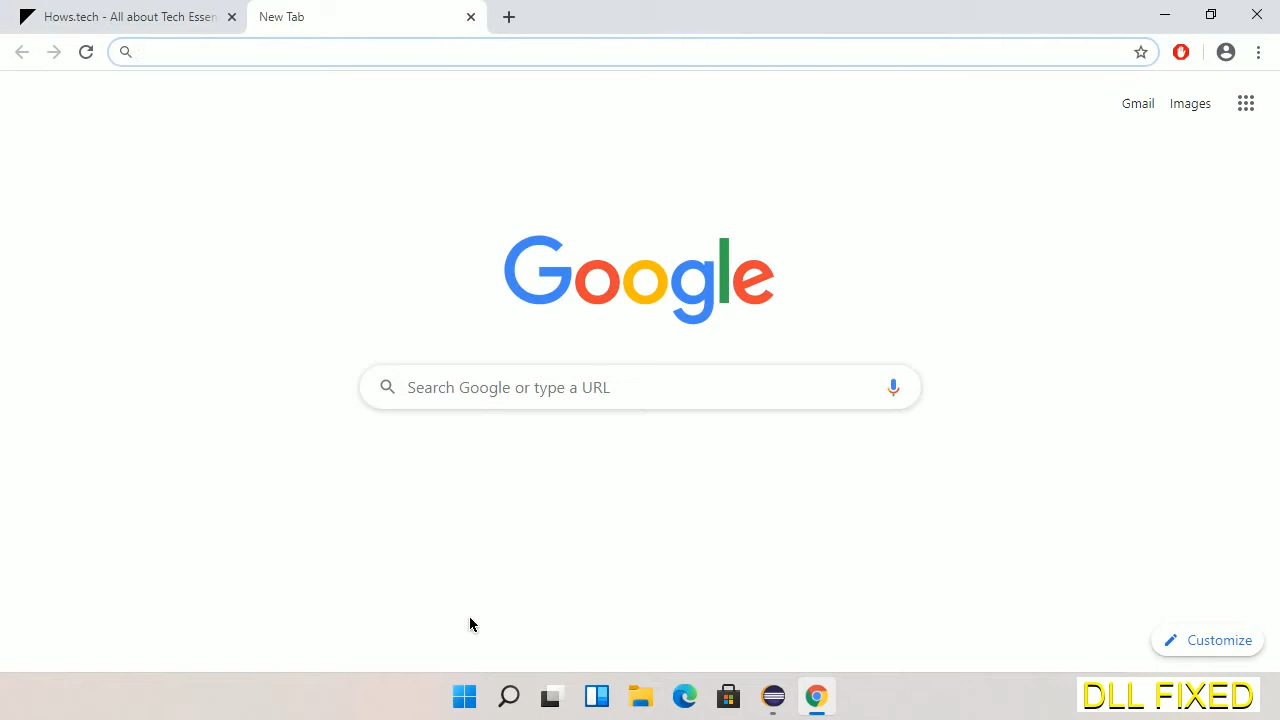 Hows.tech - All about Tech Essen
New Tab
Gmail
Images
Google
Search Google or type a URL
Customize
DLL FIXED